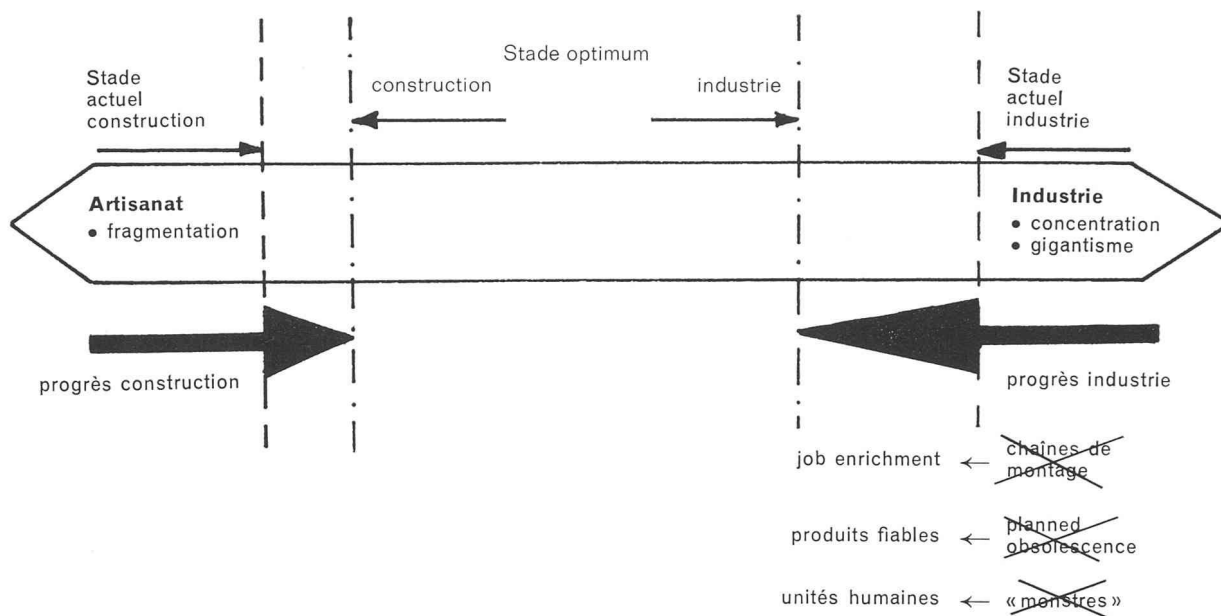 Stade optimum
Stade
actuel
construction
construction
industrie
Stade
actuel
industrie
Artisanat
• fragmentation
Industrie
• concentration
• gigantisme
progrès construction
progrès industrie
job enrichment ← chaînes de
montage
produits fiables ← planned
obsolescence
unités humaines ← « monstres »